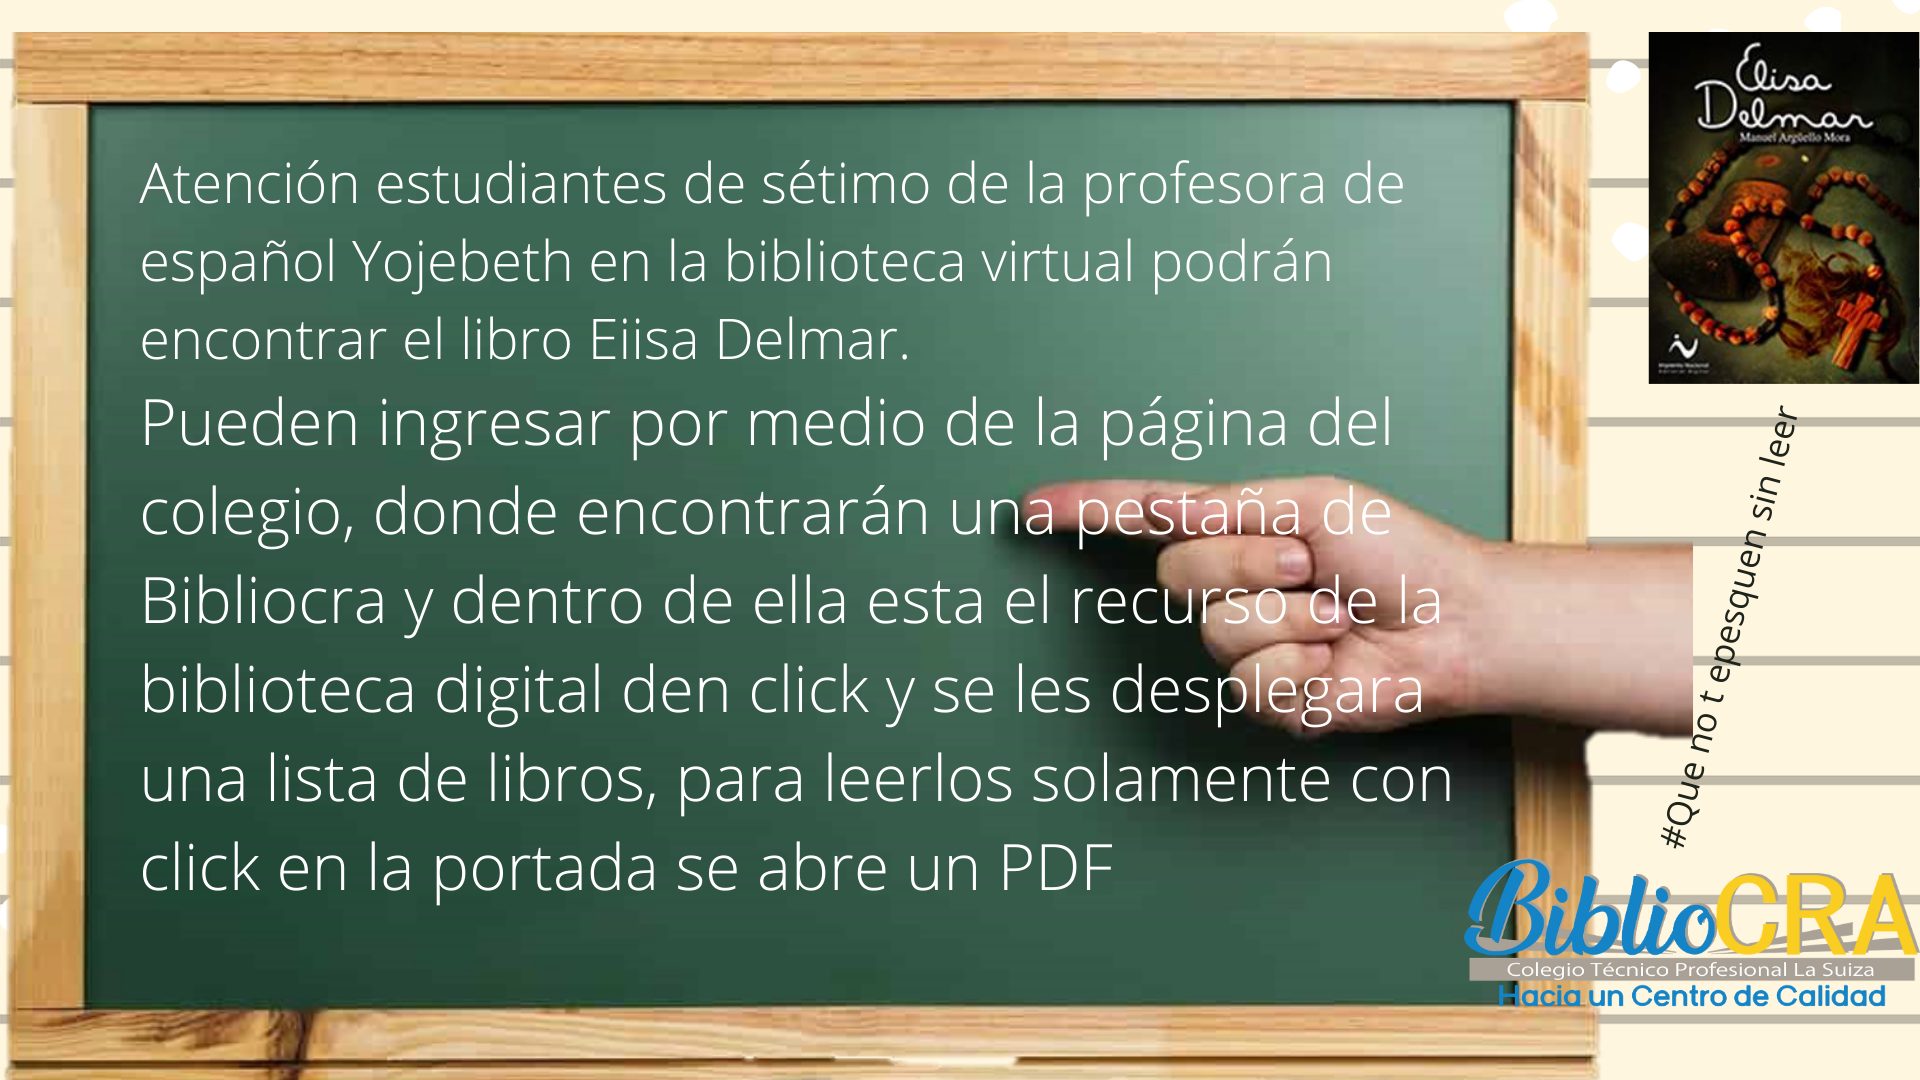 Atención estudiantes de sétimo de la profesora de
español Yojebeth en la biblioteca virtual podrán
encontrar el libro Eiisa Delmar.
Pueden ingresar por medio de la página del
colegio, donde encontrarán una pestaña de
Bibliocra y dentro de ella esta el recurso de la
biblioteca digital den click y se les desplegara
una lista de libros, para leerlos solamente con
click en la portada se abre un PDF
Elisa
Delmar
Manuel Argüello Mora
#Que no t epesquen sin leer
BiblioCRA
Colegio Técnico Profesional La Suiza
Hacia un Centro de Calidad